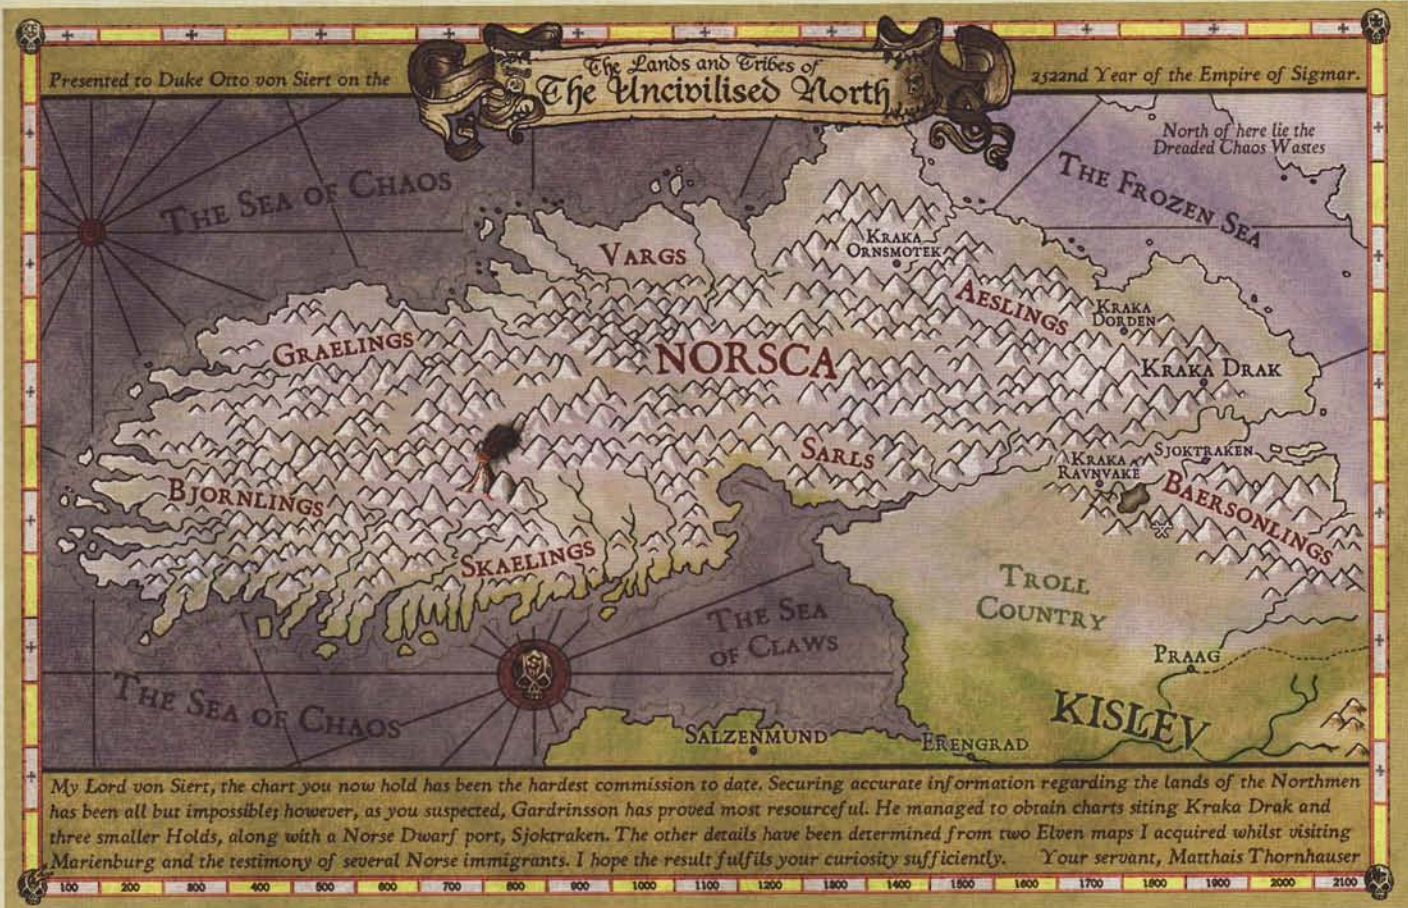 The Lands and Tribes of
The Uncivilised North
Presented to Duke Otto von Siert on the
2522nd Year of the Empire of Sigmar.
North of here lie the
Dreaded Chaos Wastes
THE SEA OF CHAOS
THE FROZEN SEA
VARGS
KRAKA
ORNSMOTEK
AESLINGS
KRAKA
DORDEN
GRAELINGS
NORSCA
KRAKA DRAK
SARLS
SJOKTRAKEN
KRAKA
RAVNVAKE
BJORNLINGS
BAERSONLINGS
SKAELINGS
TROLL
COUNTRY
THE SEA
OF CLAWS
PRAAG
THE SEA OF CHAOS
KISLEV
SALZENMUND
ERENGRAD
My Lord von Siert, the chart you now hold has been the hardest commission to date. Securing accurate information regarding the lands of the Northmen
has been all but impossible; however, as you suspected, Gardrinsson has proved most resourceful. He managed to obtain charts siting Kraka Drak and
three smaller Holds, along with a Norse Dwarf port, Sjoktraken. The other details have been determined from two Elven maps I acquired whilst visiting
Marienburg and the testimony of several Norse immigrants. I hope the result fulfils your curiosity sufficiently. Your servant, Matthais Thornhauser
100 200 300 400 500 600 700 800 900 1000 1100 1200 1300 1400 1500 1600 1700 1800 1900 2000 2100